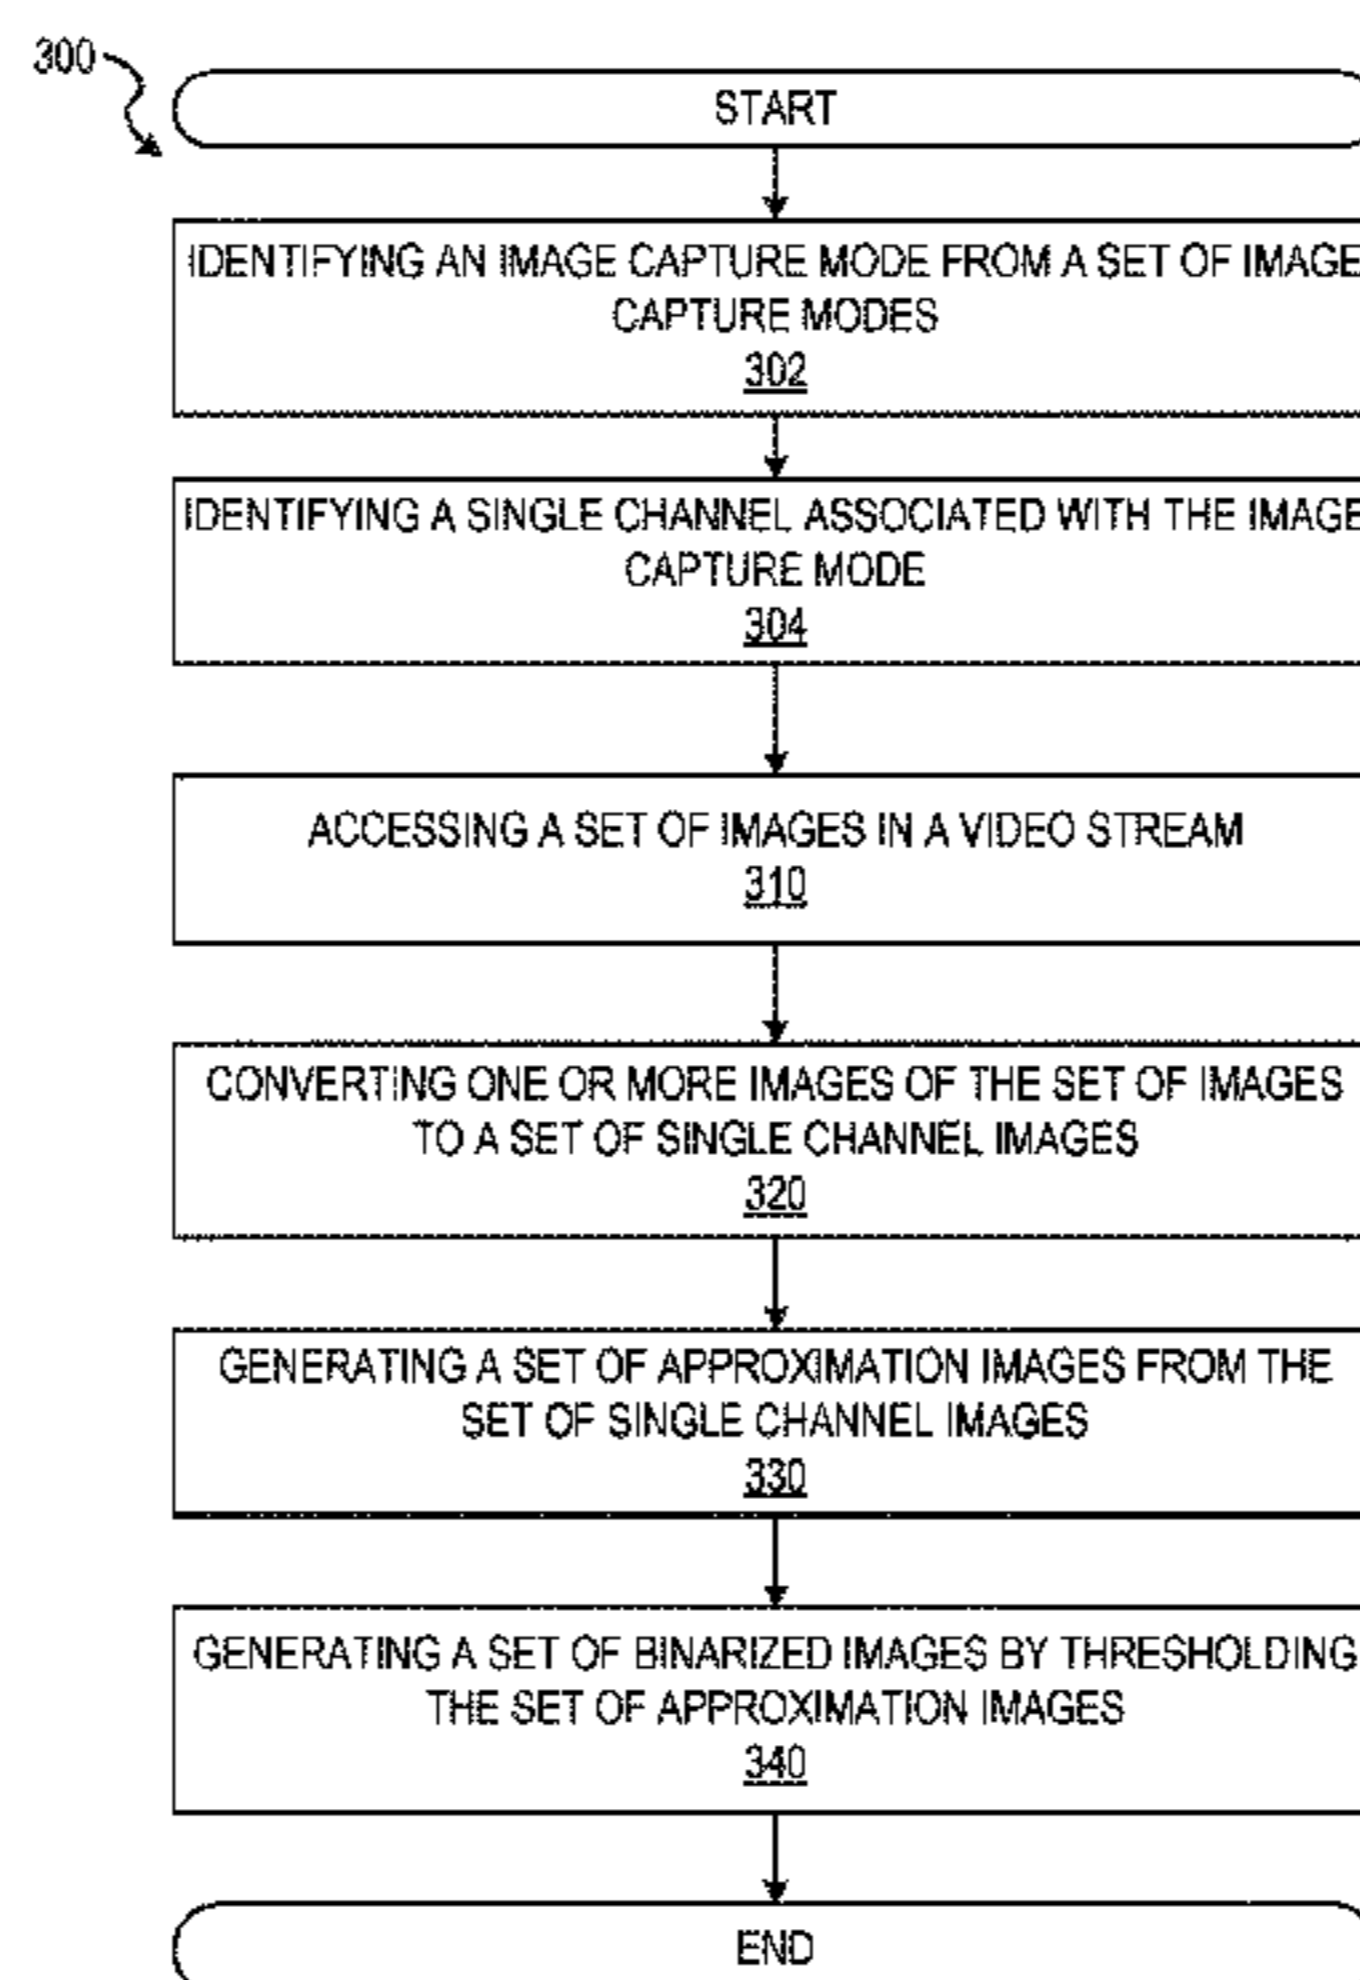 300
START
IDENTIFYING AN IMAGE CAPTURE MODE FROM A SET OF IMAGE
CAPTURE MODES
302
IDENTIFYING A SINGLE CHANNEL ASSOCIATED WITH THE IMAGE
CAPTURE MODE
304
ACCESSING A SET OF IMAGES IN A VIDEO STREAM
310
CONVERTING ONE OR MORE IMAGES OF THE SET OF IMAGES
TO A SET OF SINGLE CHANNEL IMAGES
320
GENERATING A SET OF APPROXIMATION IMAGES FROM THE
SET OF SINGLE CHANNEL IMAGES
330
GENERATING A SET OF BINARIZED IMAGES BY THRESHOLDING
THE SET OF APPROXIMATION IMAGES
340
END